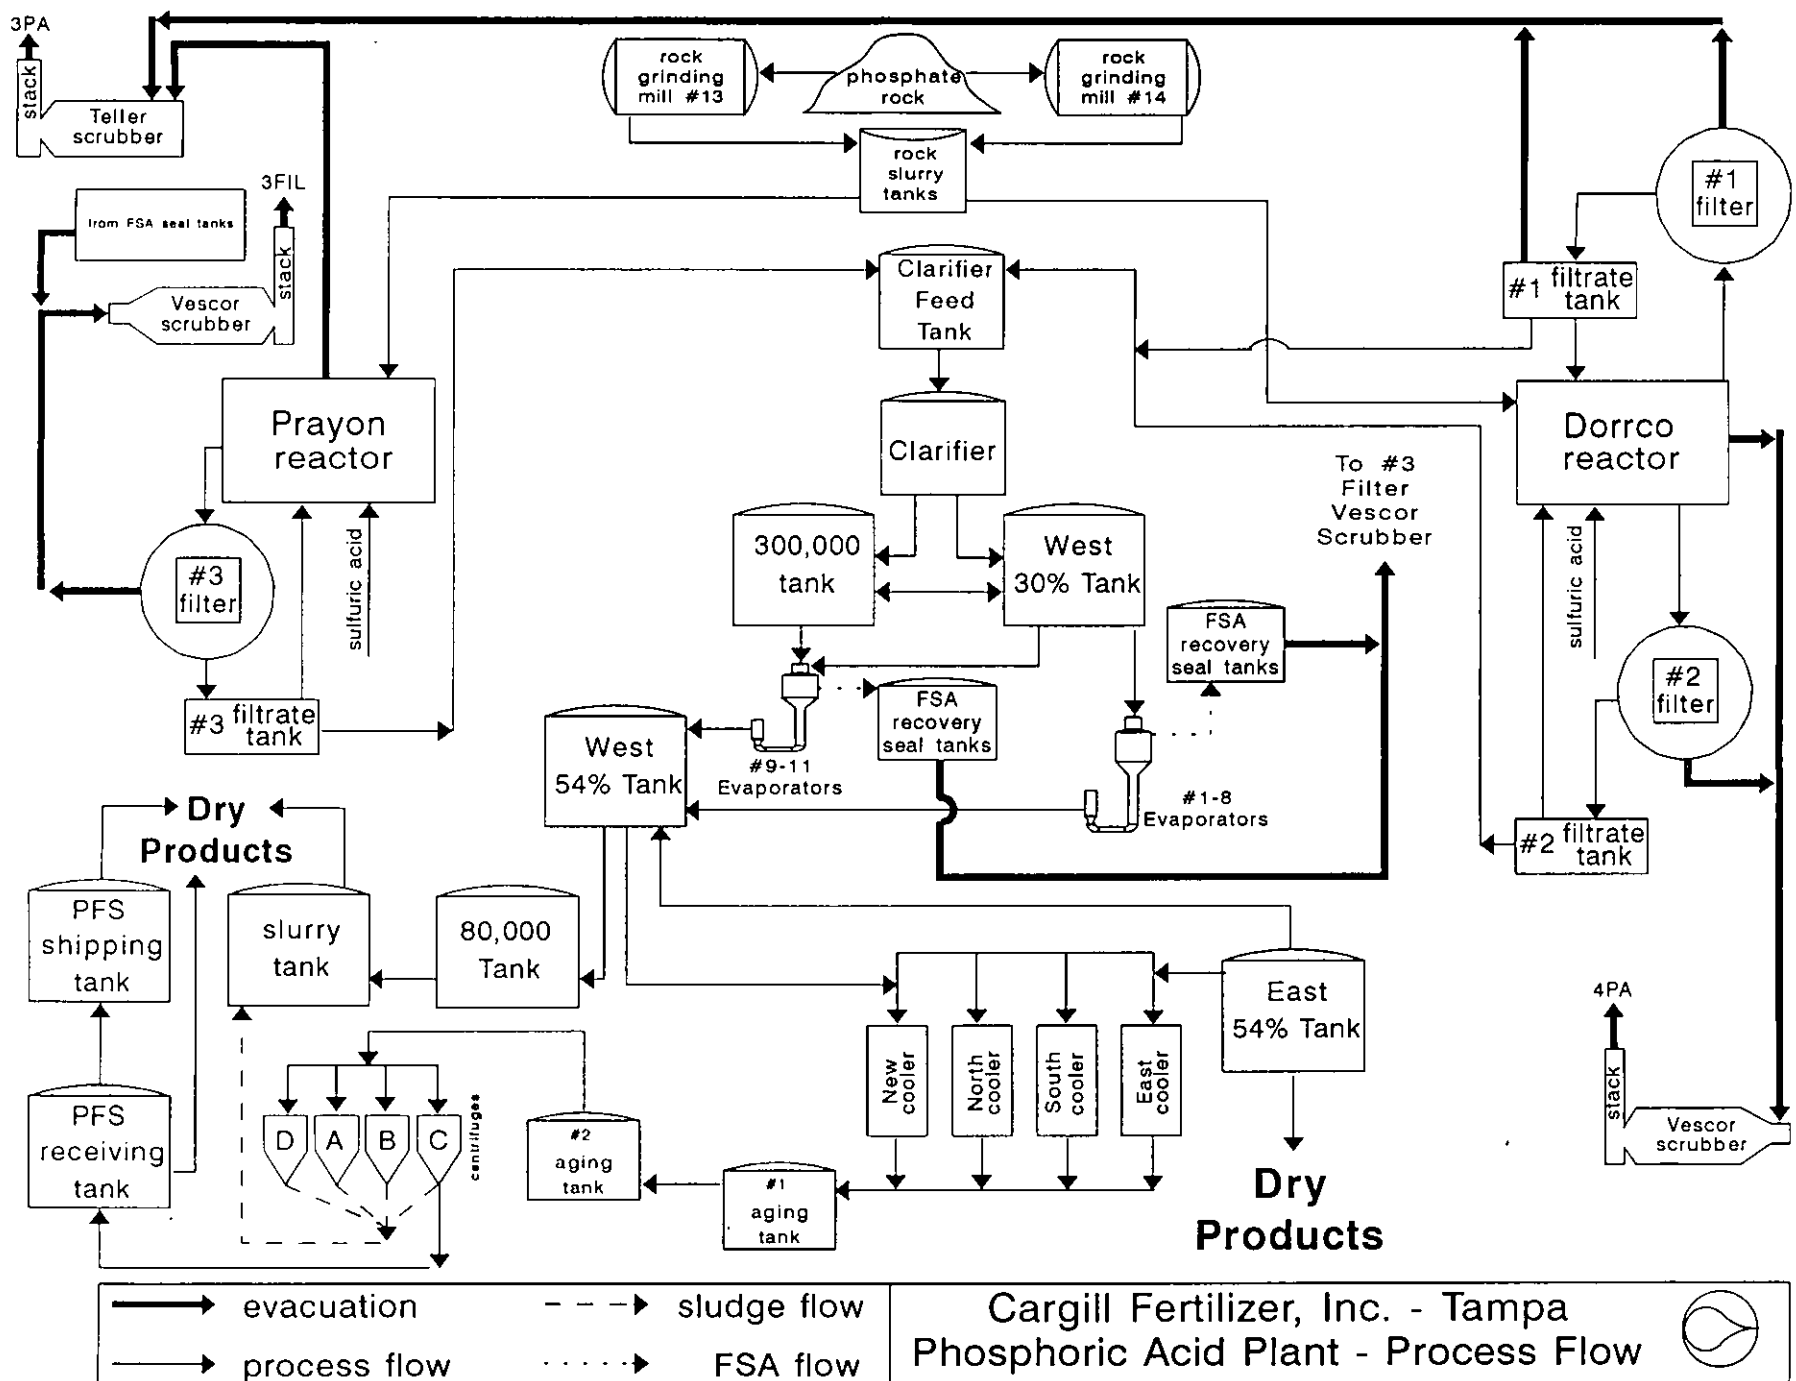 3PA
stack
Teller
scrubber
rock
grinding
mill #13
phosphate
rock
rock
grinding
mill #14
rock
slurry
tanks
#1
filter
3FIL
from FSA seal tanks
stack
Vescor
scrubber
Clarifier
Feed
Tank
#1 filtrate
tank
Prayon
reactor
Clarifier
Dorrco
reactor
To #3
Filter
Vescor
Scrubber
300,000
tank
West
30% Tank
sulfuric acid
#3
filter
sulfuric acid
FSA
recovery
seal tanks
#2
filter
#3 filtrate
tank
FSA
recovery
seal tanks
West
54% Tank
#9-11
Evaporators
#1-8
Evaporators
#2 filtrate
tank
Dry
Products
PFS
shipping
tank
slurry
tank
80,000
Tank
East
54% Tank
4PA
New
cooler
North
cooler
South
cooler
East
cooler
stack
Vescor
scrubber
PFS
receiving
tank
D A B C
centrifuges
#2
aging
tank
#1
aging
tank
Dry
Products
evacuation
sludge flow
process flow
FSA flow
Cargill Fertilizer, Inc. - Tampa
Phosphoric Acid Plant - Process Flow